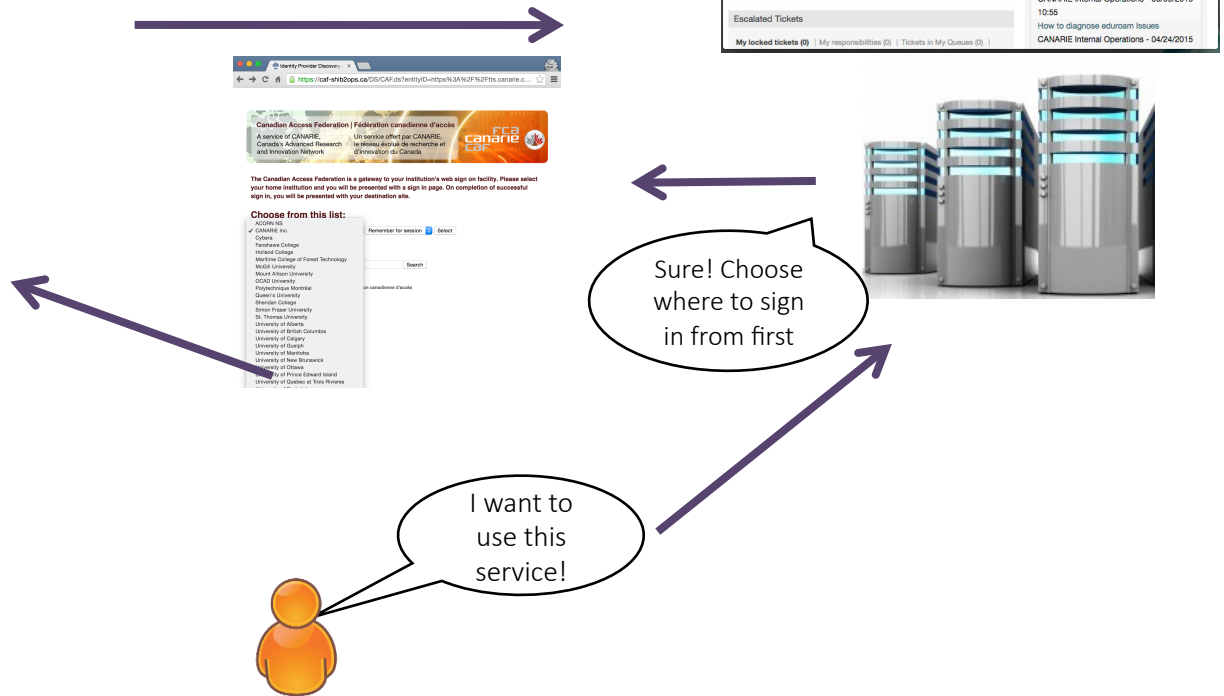 10:55
Escalated Tickets
How to diagnose eduroam Issues
My locked tickets (0) | My responsibilities (0) | Tickets in My Queues (0) |
CANARIE Internal Operations - 04/24/2015
Identity Provider Discovery
https://caf-shib2ops.ca/DS/CAF.ds?entityID=https%3A%2F%2Ftts.canarie.c...
Canadian Access Federation | Fédération canadienne d'accès
A service of CANARIE, Un service offert par CANARIE,
Canada's Advanced Research le réseau évolué de recherche et
and Innovation Network d'innovation du Canada
FCA
canarie
CAF
The Canadian Access Federation is a gateway to your institution's web sign on facility. Please select
your home institution and you will be presented with a sign in page. On completion of successful
sign in, you will be presented with your destination site.
Choose from this list:
ACORN NS
✓ CANARIE Inc.
Remember for session Select
Cybera
Fanshawe College
Holland College
Maritime College of Forest Technology
McGill University
Search
Mount Allison University
OCAD University
Polytechnique Montréal
on canadienne d'accès
Queen's University
Sheridan College
Simon Fraser University
St. Thomas University
University of Alberta
University of British Columbia
University of Calgary
University of Guelph
University of Manitoba
University of New Brunswick
University of Ottawa
University of Prince Edward Island
University of Quebec at Trois Rivieres
Sure! Choose
where to sign
in from first
I want to
use this
service!